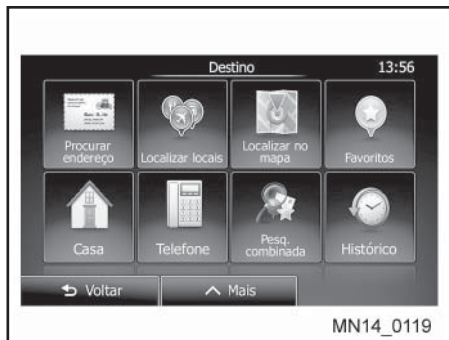 Destino
13:56
Procurar
endereço
Localizar locais
Localizar no
mapa
Favoritos
Casa
Telefone
Pesq.
combinada
Histórico
Voltar
Mais
MN14_0119